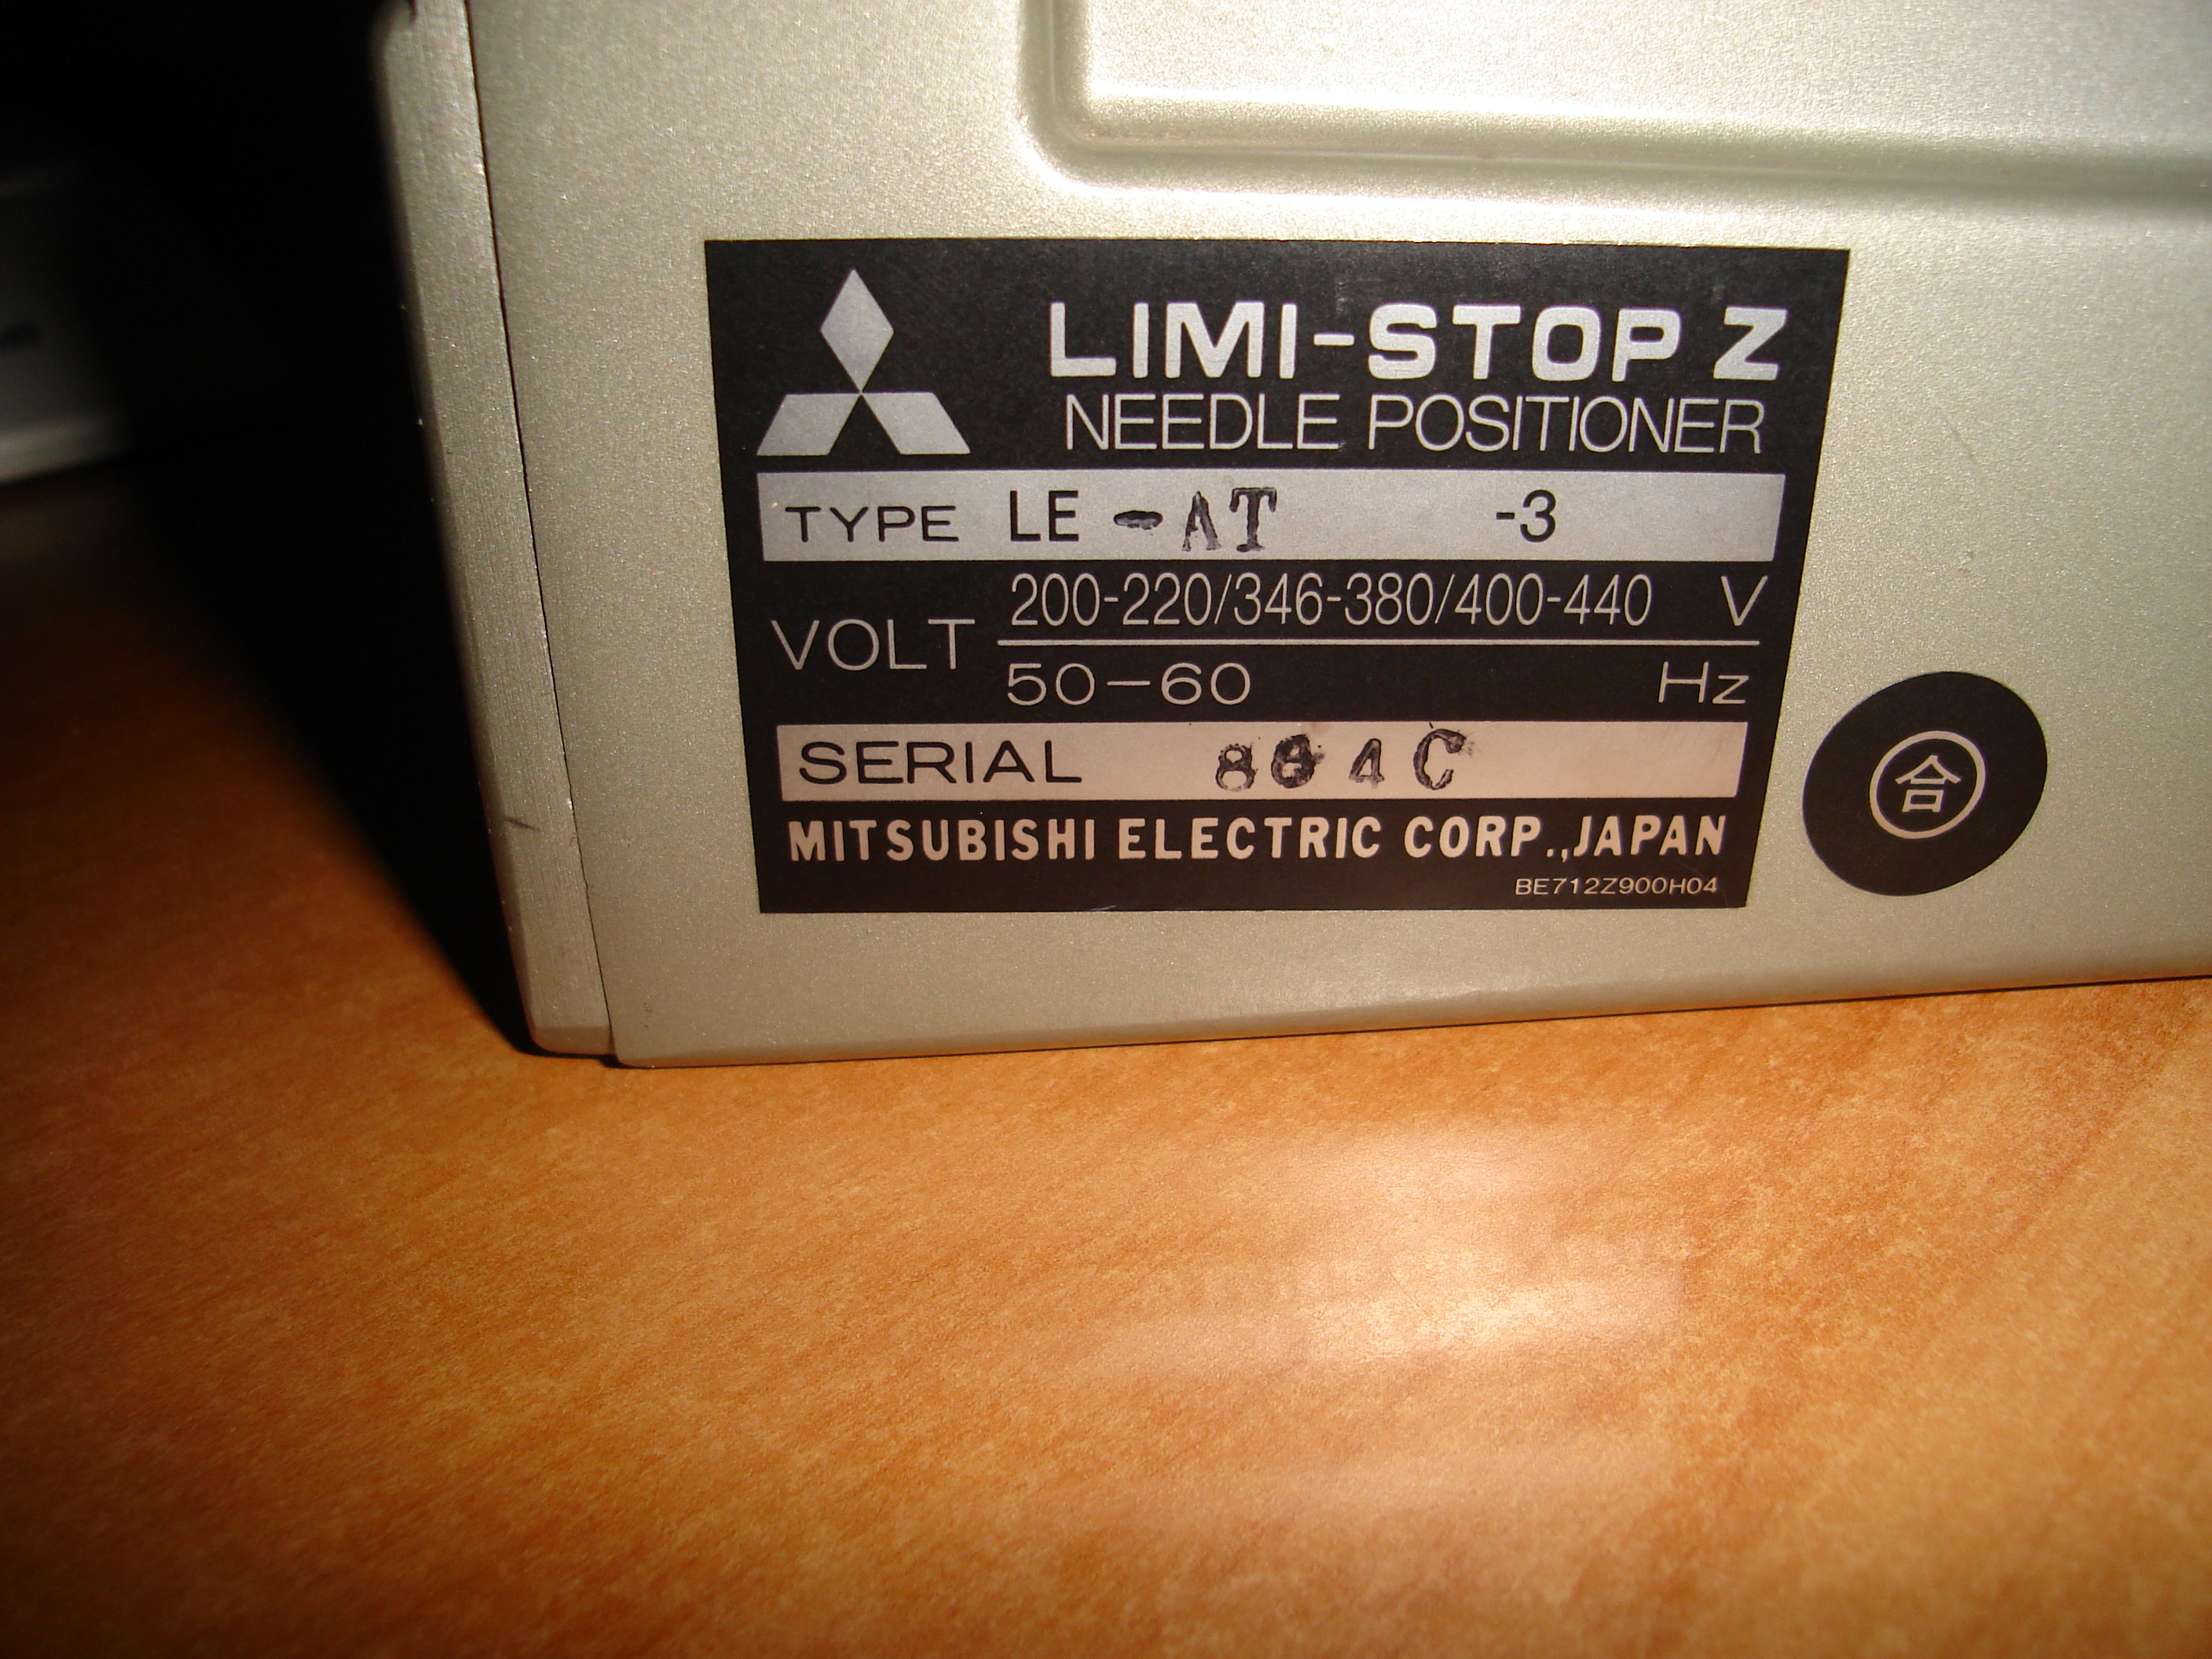 LIMI-STOP Z
NEEDLE POSITIONER
TYPE LE -AT -3
VOLT 200-220/346-380/400-440 V
50-60 Hz
SERIAL
MITSUBISHI ELECTRIC CORP.,JAPAN
BE712Z900H04
合